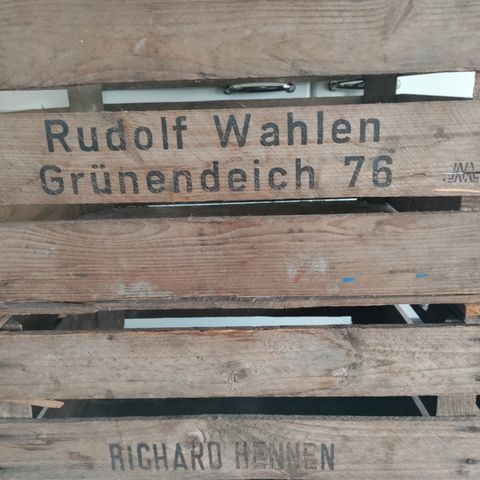 Rudolf Wahlen
Grünendeich 76
RICHARD HENNEN